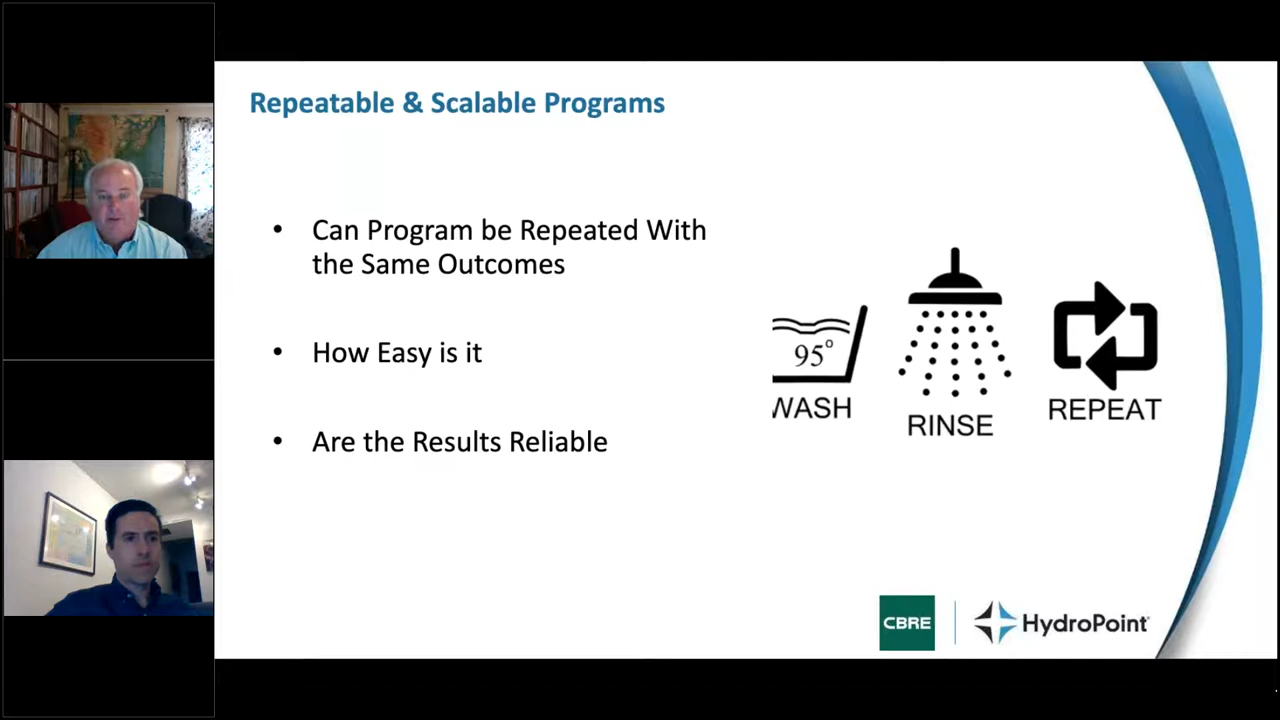 Repeatable & Scalable Programs
• Can Program be Repeated With
the Same Outcomes
• How Easy is it
• Are the Results Reliable
95°
WASH
RINSE
REPEAT
CBRE
HydroPoint